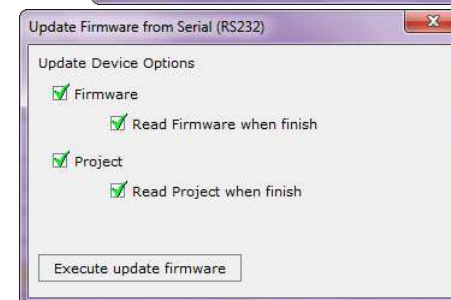 Update Firmware from Serial (RS232)
Update Device Options
Firmware
Read Firmware when finish
Project
Read Project when finish
Execute update firmware